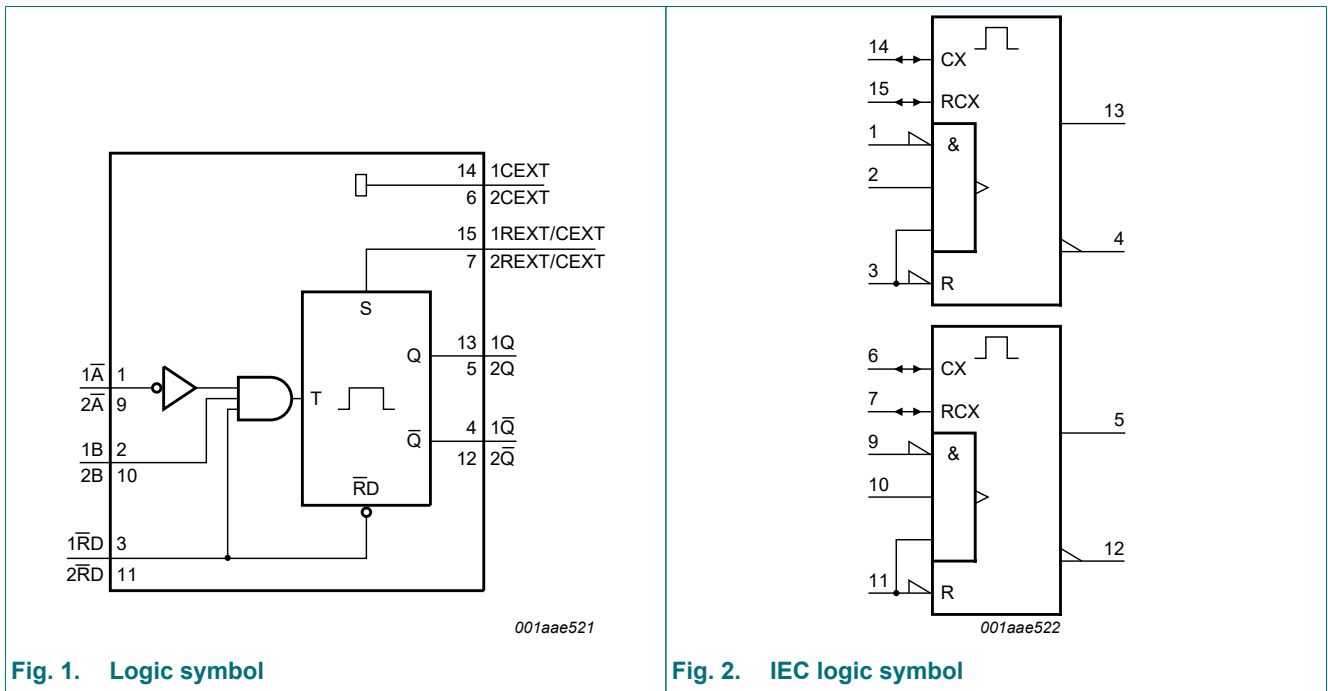 14 1CEXT
6 2CEXT
15 1REXT/CEXT
7 2REXT/CEXT
S
Q
13 1Q
5 2Q
1A̅ 1
2A̅ 9
T
1B 2
2B 10
Q̅
4 1Q̅
12 2Q̅
R̅D̅
1R̅D̅ 3
2R̅D̅ 11
001aae521
Fig. 1. Logic symbol
14 CX
15 RCX
13
1 &
2
4
3 R
6 CX
7 RCX
5
9 &
10
12
11 R
001aae522
Fig. 2. IEC logic symbol